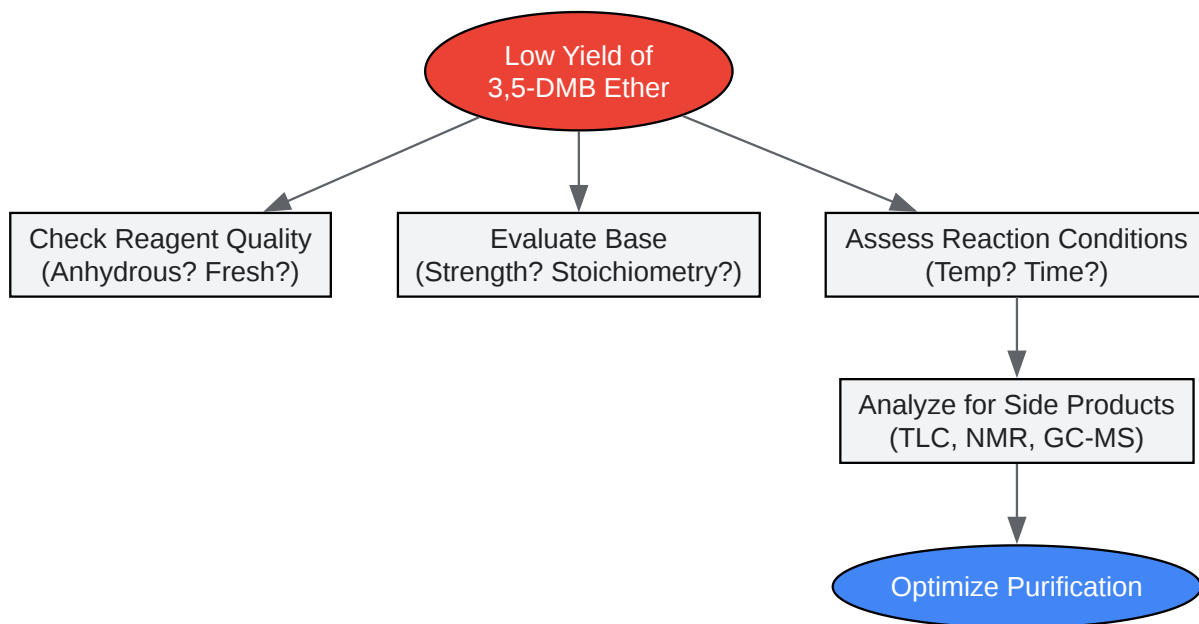 Low Yield of
3,5-DMB Ether
Check Reagent Quality
(Anhydrous? Fresh?)
Evaluate Base
(Strength? Stoichiometry?)
Assess Reaction Conditions
(Temp? Time?)
Analyze for Side Products
(TLC, NMR, GC-MS)
Optimize Purification